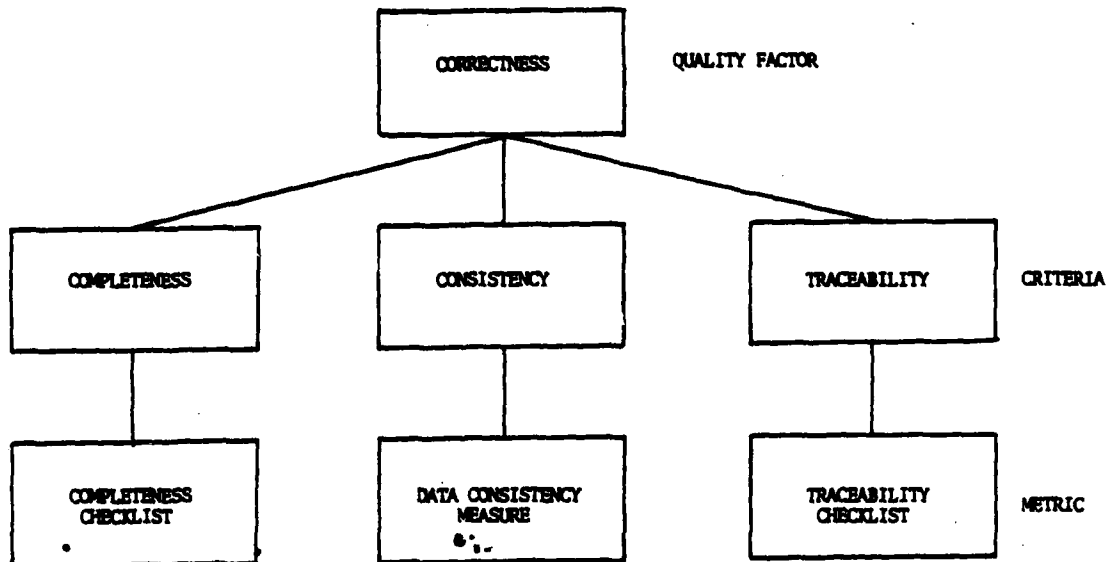 CORRECTNESS QUALITY FACTOR
COMPLETENESS CONSISTENCY TRACEABILITY CRITERIA
COMPLETENESS DATA CONSISTENCY TRACEABILITY
CHECKLIST MEASURE CHECKLIST METRIC